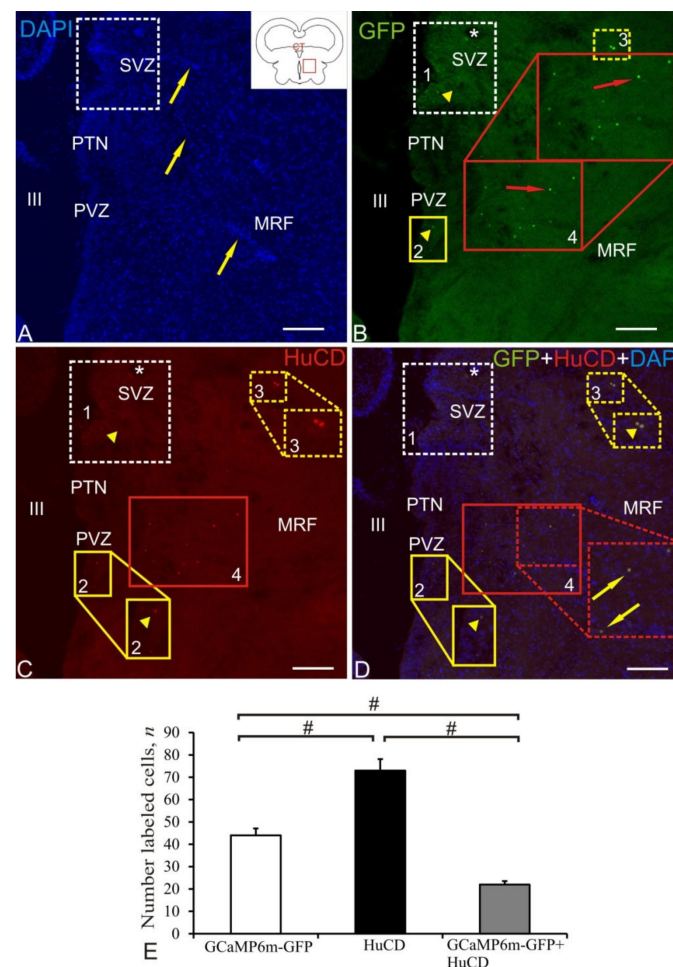 DAPI
SVZ
PTN
III
PVZ
MRF
A
GFP
3
1
SVZ
*
PTN
III
PVZ
2
4
MRF
B
HuCD
*
SVZ
3
1
3
PTN
III
MRF
PVZ
2
4
2
C
GFP+HuCD+DAP
*
SVZ
3
1
PTN
MRF
III
PVZ
2
4
2
D
#
# #
Number labeled cells, n
90
80
70
60
50
40
30
20
10
0
E
GCaMP6m-GFP
HuCD
GCaMP6m-GFP+
HuCD